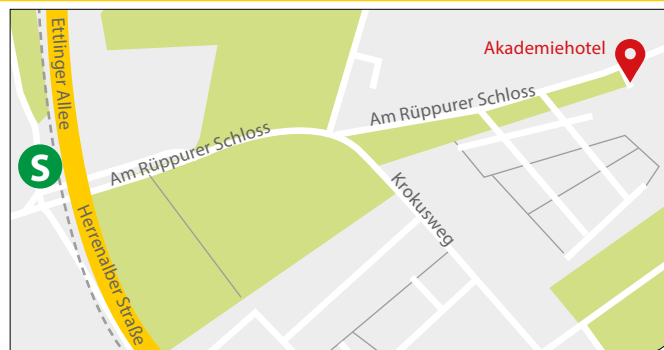 Ettlinger Allee
Akademiehotel
Am Rüppurer Schloss
Am Rüppurer Schloss
S
Krokusweg
Herrenalber Straße